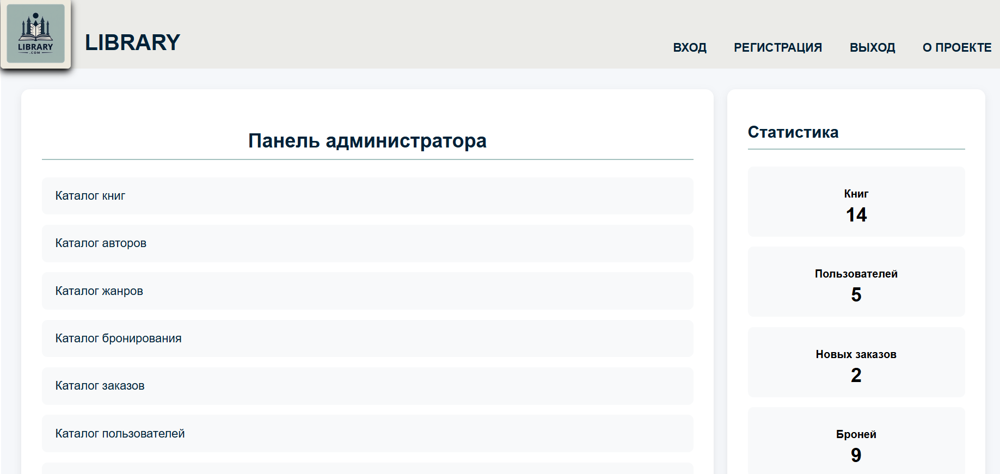 LIBRARY
.COM
LIBRARY
ВХОД РЕГИСТРАЦИЯ ВЫХОД О ПРОЕКТЕ
Панель администратора
Каталог книг
Каталог авторов
Каталог жанров
Каталог бронирования
Каталог заказов
Каталог пользователей
Статистика
Книг
14
Пользователей
5
Новых заказов
2
Броней
9